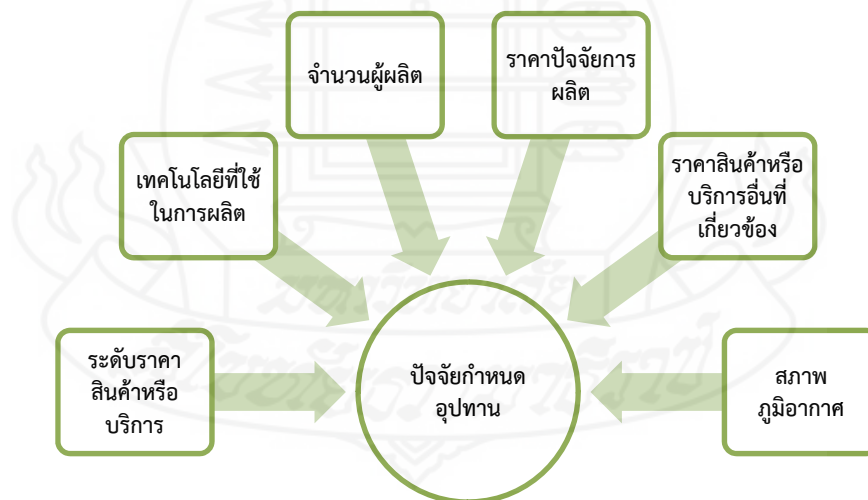 จำนวนผู้ผลิต
ราคาปัจจัยการ
ผลิต
เทคโนโลยีที่ใช้
ในการผลิต
ราคาสินค้าหรือ
บริการอื่นที่
เกี่ยวข้อง
ระดับราคา
สินค้าหรือ
บริการ
ปัจจัยกำหนด
อุปทาน
สภาพ
ภูมิอากาศ